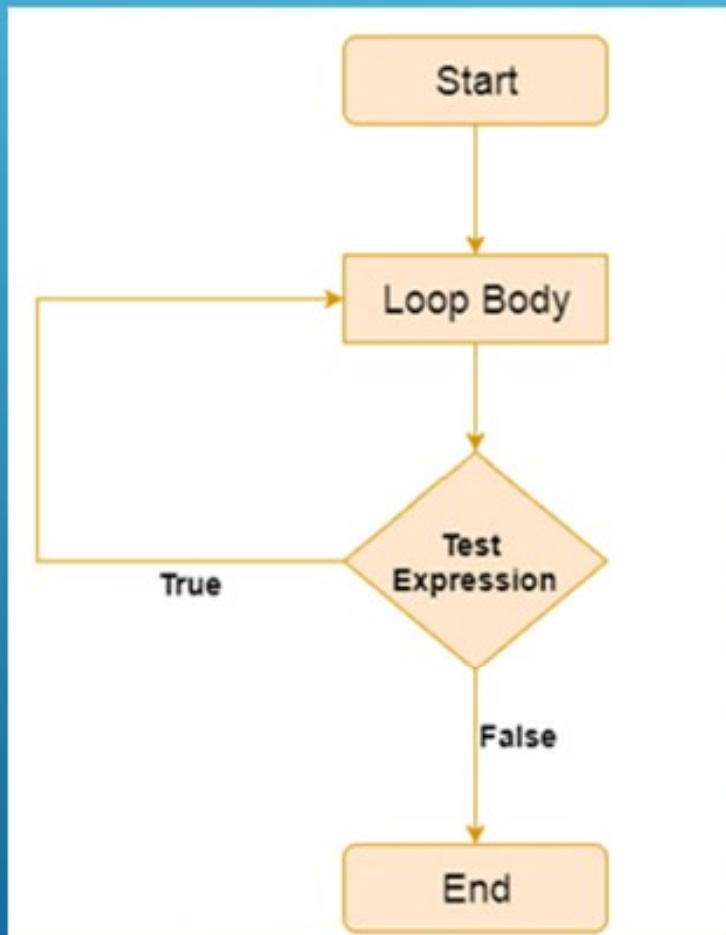 Start
Loop Body
Test
Expression
True
False
End